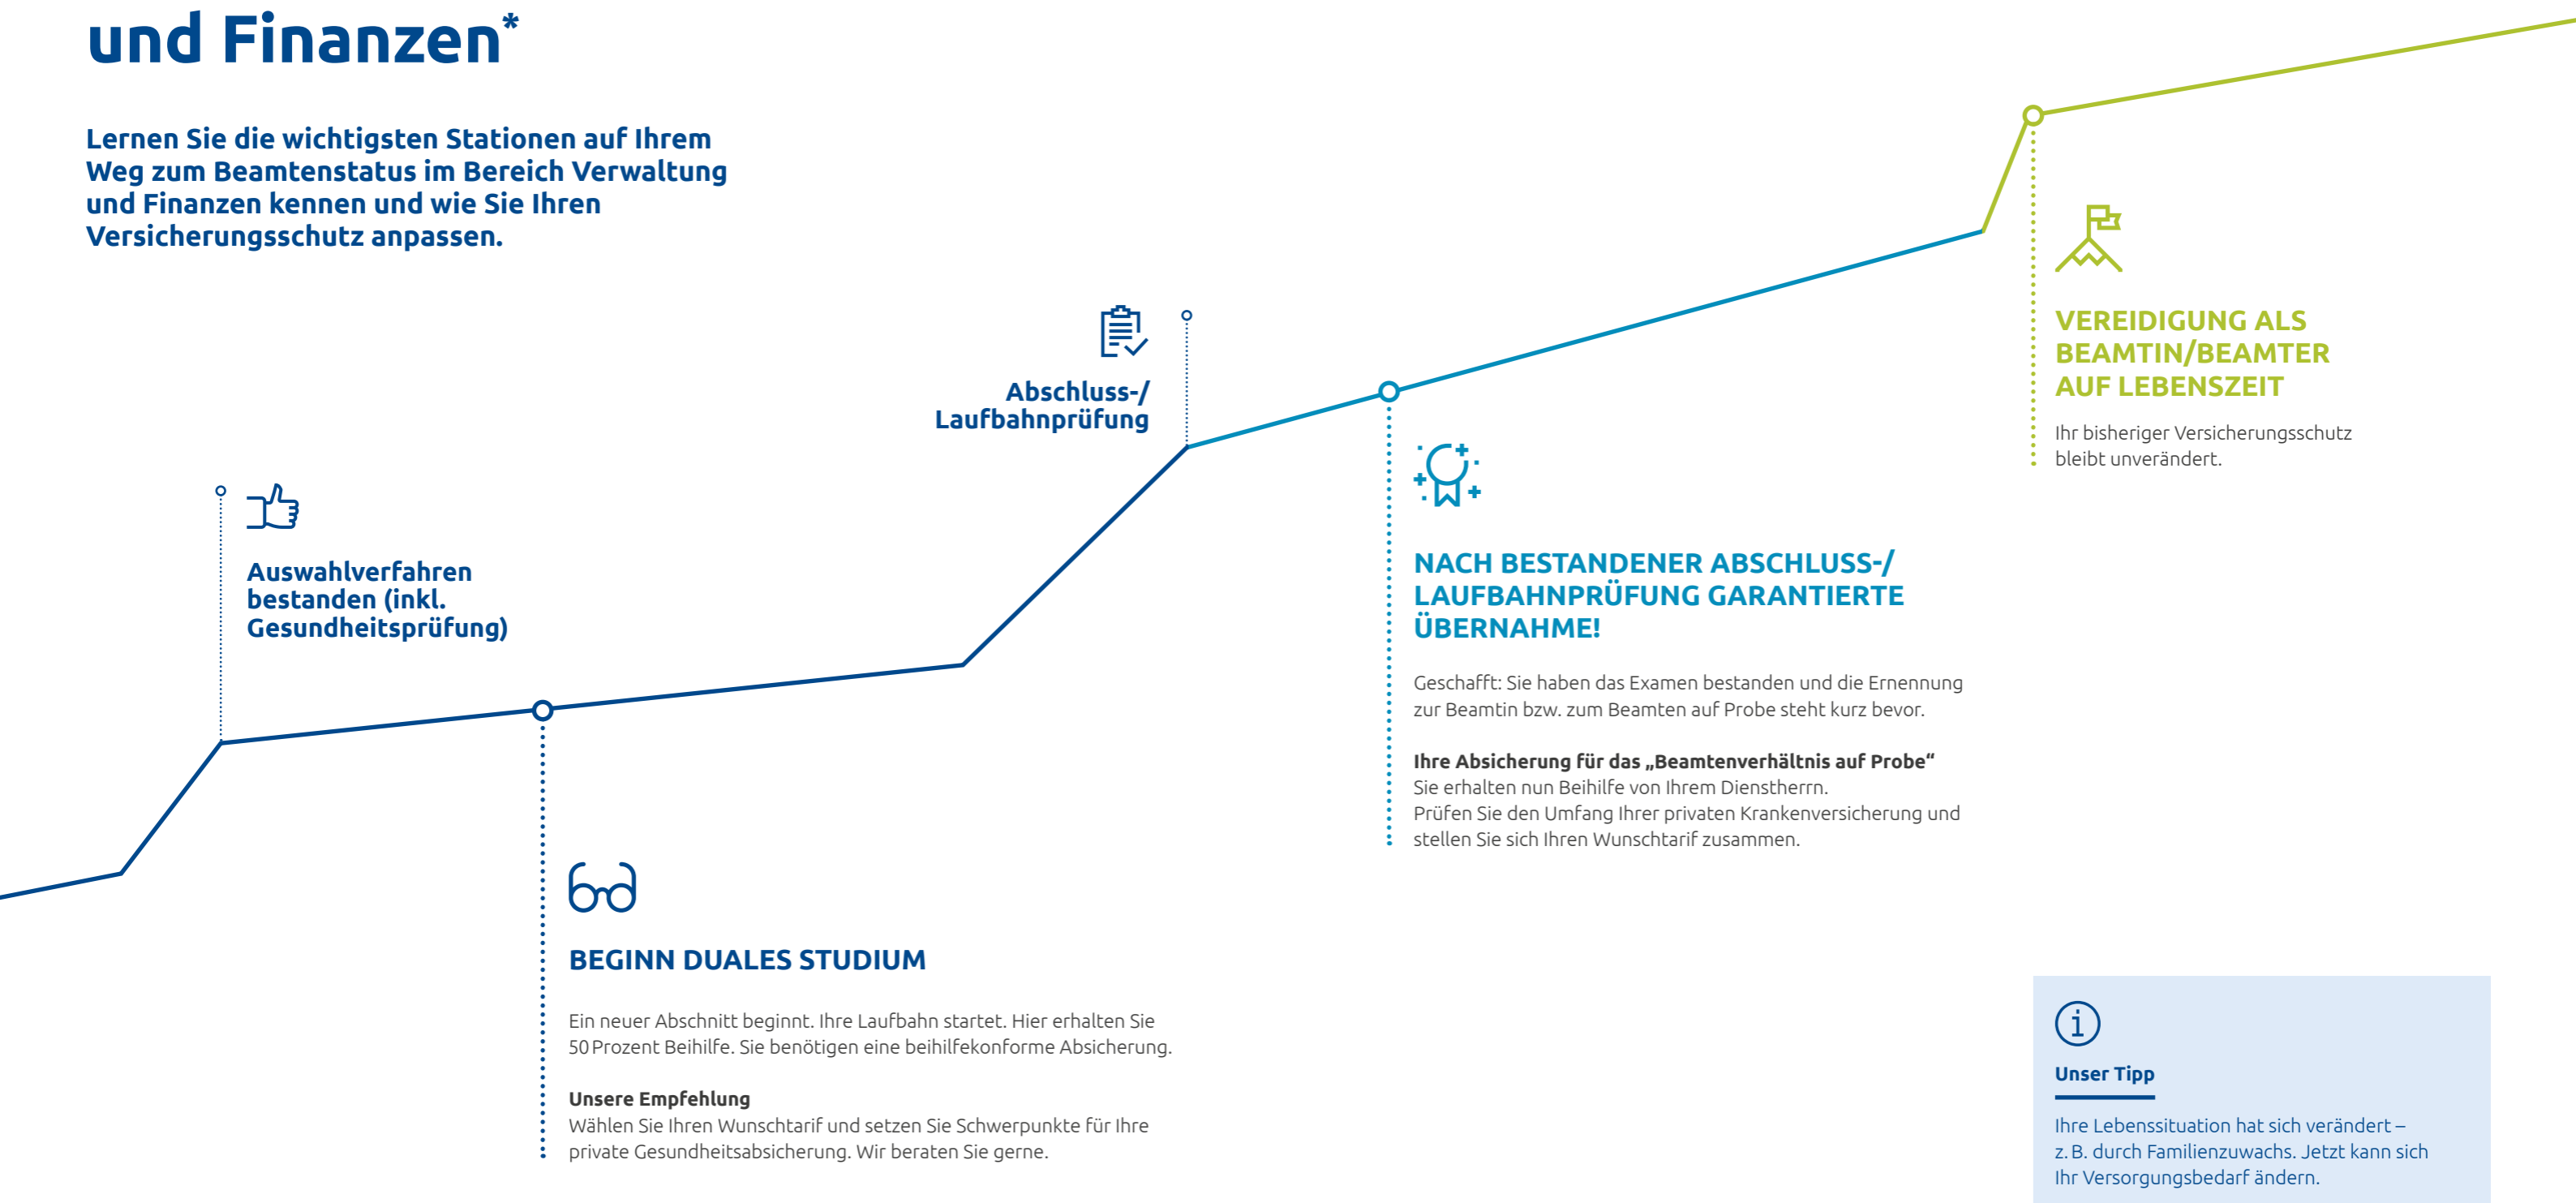 und Finanzen*
Lernen Sie die wichtigsten Stationen auf Ihrem
Weg zum Beamtenstatus im Bereich Verwaltung
und Finanzen kennen und wie Sie Ihren
Versicherungsschutz anpassen.
Auswahlverfahren
bestanden (inkl.
Gesundheitsprüfung)
BEGINN DUALES STUDIUM
Ein neuer Abschnitt beginnt. Ihre Laufbahn startet. Hier erhalten Sie
50 Prozent Beihilfe. Sie benötigen eine beihilfekonforme Absicherung.
Unsere Empfehlung
Wählen Sie Ihren Wunschtarif und setzen Sie Schwerpunkte für Ihre
private Gesundheitsabsicherung. Wir beraten Sie gerne.
Abschluss-/
Laufbahnprüfung
NACH BESTANDENER ABSCHLUSS-/
LAUFBAHNPRÜFUNG GARANTIERTE
ÜBERNAHME!
Geschafft: Sie haben das Examen bestanden und die Ernennung
zur Beamtin bzw. zum Beamten auf Probe steht kurz bevor.
Ihre Absicherung für das „Beamtenverhältnis auf Probe“
Sie erhalten nun Beihilfe von Ihrem Dienstherrn.
Prüfen Sie den Umfang Ihrer privaten Krankenversicherung und
stellen Sie sich Ihren Wunschtarif zusammen.
VEREIDIGUNG ALS
BEAMTIN/BEAMTER
AUF LEBENSZEIT
Ihr bisheriger Versicherungsschutz
bleibt unverändert.
Unser Tipp
Ihre Lebenssituation hat sich verändert –
z. B. durch Familienzuwachs. Jetzt kann sich
Ihr Versorgungsbedarf ändern.